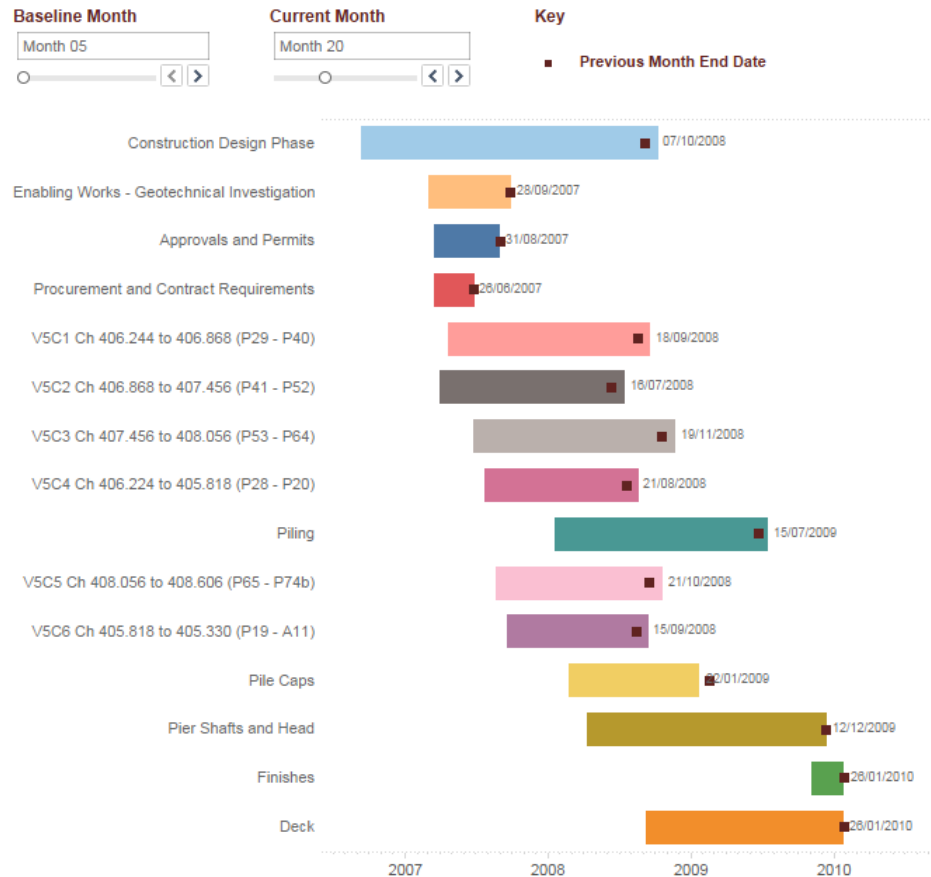 Baseline Month
Current Month
Key
Month 05
Month 20
Previous Month End Date
Construction Design Phase
07/10/2008
Enabling Works - Geotechnical Investigation
28/09/2007
Approvals and Permits
31/08/2007
Procurement and Contract Requirements
26/06/2007
V5C1 Ch 406.244 to 406.868 (P29 - P40)
18/09/2008
V5C2 Ch 406.868 to 407.456 (P41 - P52)
16/07/2008
V5C3 Ch 407.456 to 408.056 (P53 - P64)
19/11/2008
V5C4 Ch 406.224 to 405.818 (P28 - P20)
21/08/2008
Piling
15/07/2009
V5C5 Ch 408.056 to 408.606 (P65 - P74b)
21/10/2008
V5C6 Ch 405.818 to 405.330 (P19 - A11)
15/09/2008
Pile Caps
22/01/2009
Pier Shafts and Head
12/12/2009
Finishes
26/01/2010
Deck
26/01/2010
2007
2008
2009
2010